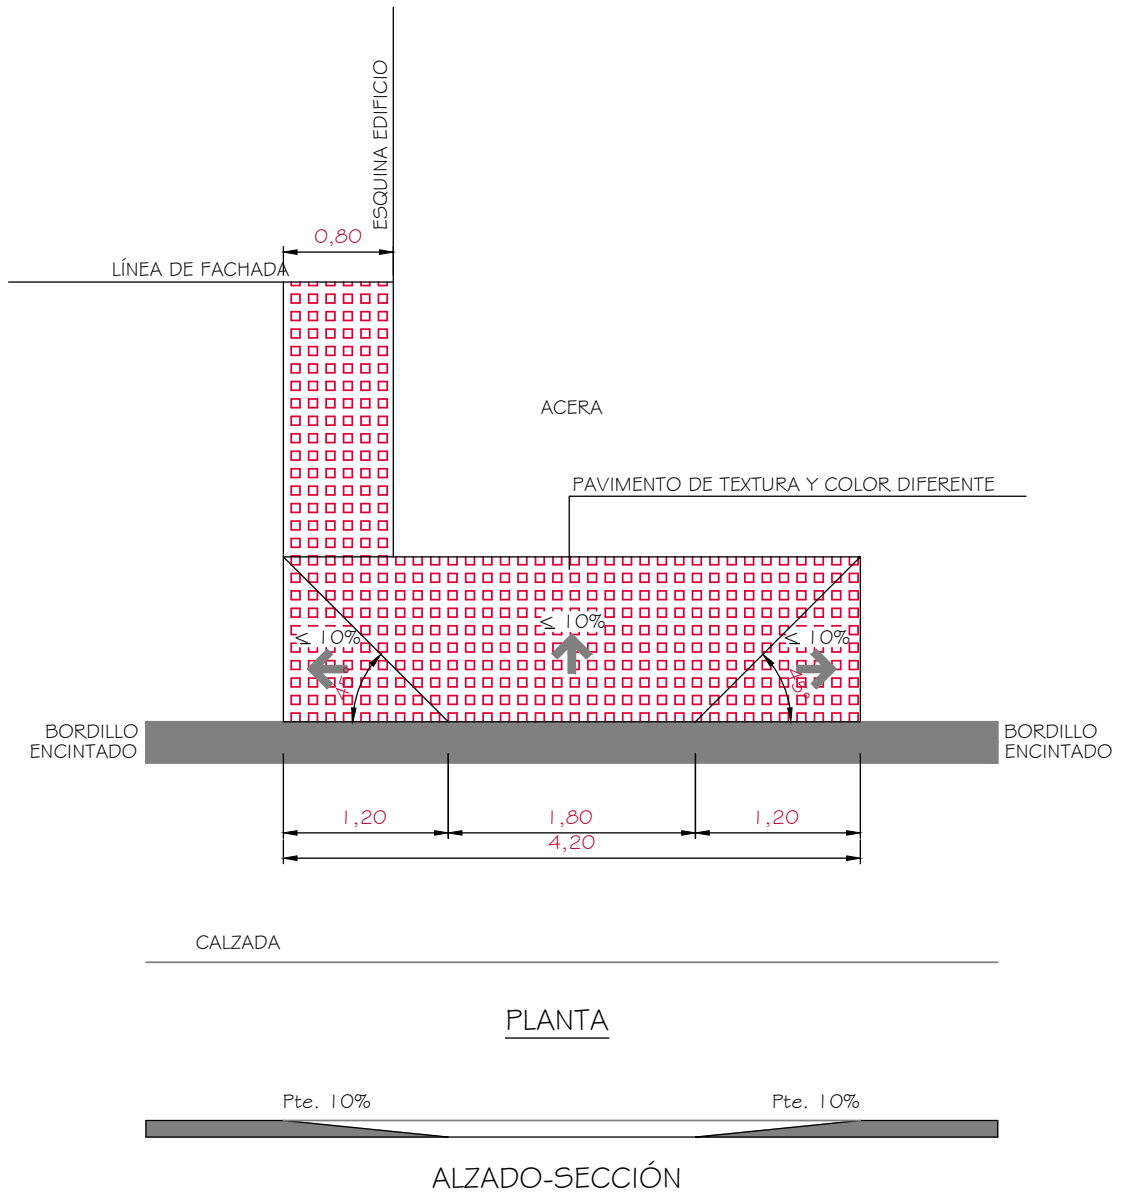 ESQUINA EDIFICIO
0,80
LÍNEA DE FACHADA
ACERA
PAVIMENTO DE TEXTURA Y COLOR DIFERENTE
≤ 10%
≤ 10%
≤ 10%
45°
45°
BORDILLO
ENCINTADO
BORDILLO
ENCINTADO
1,20
1,80
1,20
4,20
CALZADA
PLANTA
Pte. 10%
Pte. 10%
ALZADO-SECCIÓN